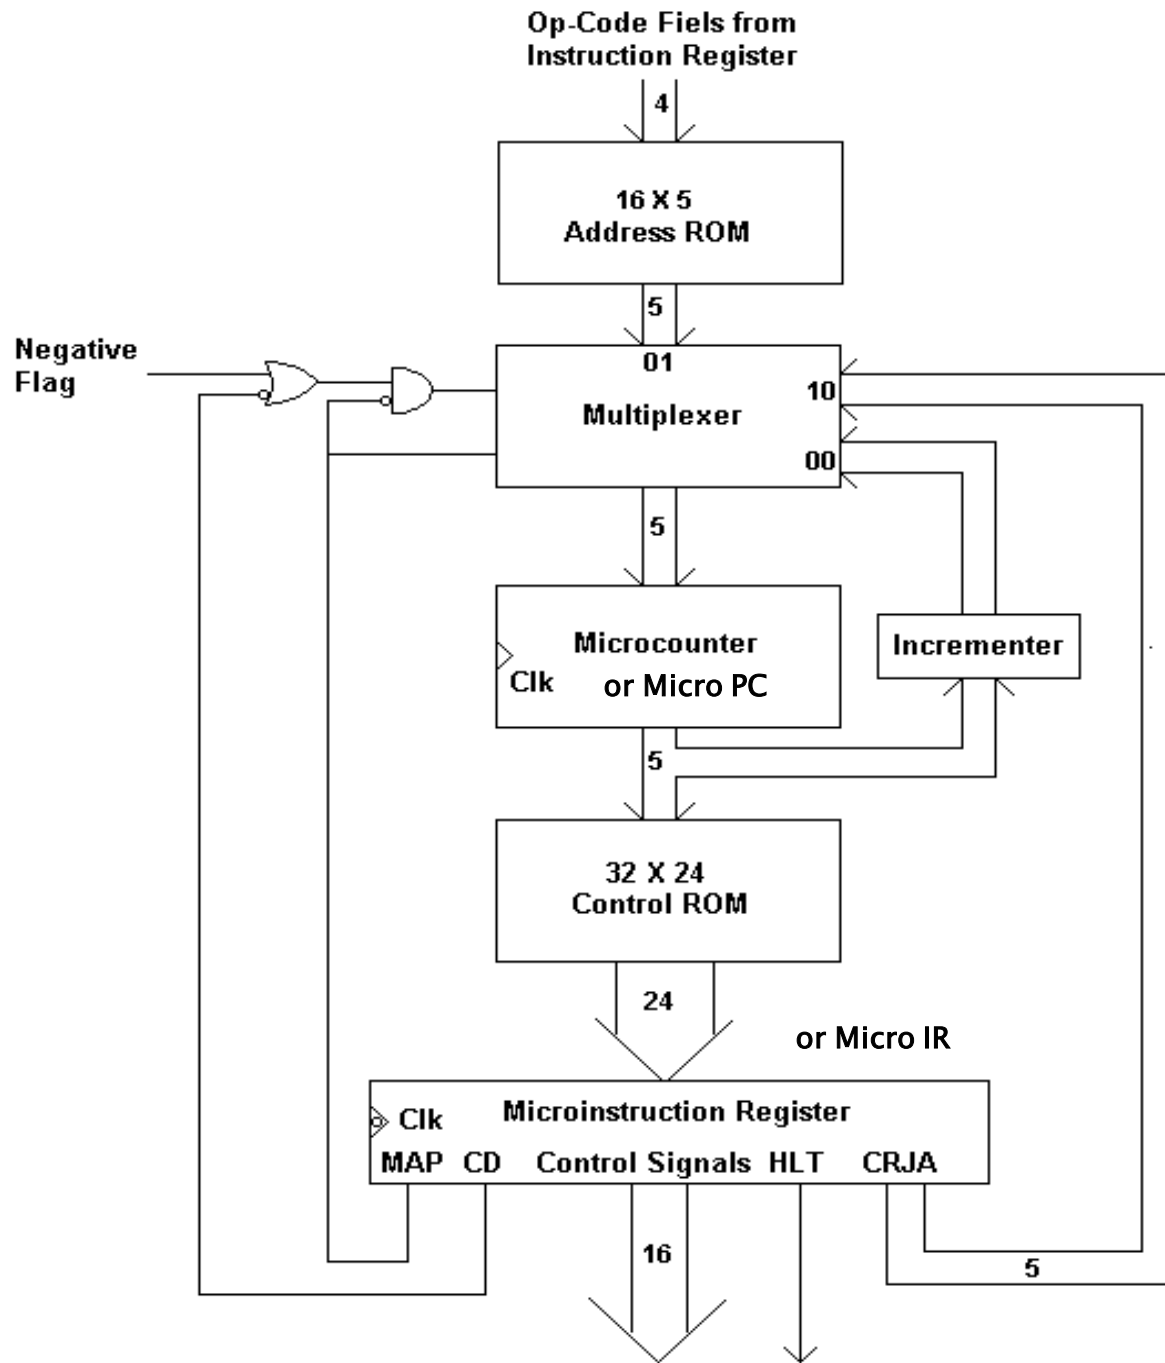 Op-Code Fiels from
Instruction Register
4
16 X 5
Address ROM
5
Negative
Flag
01
10
Multiplexer
00
5
Microcounter
Clk
or Micro PC
Incrementer
5
32 X 24
Control ROM
24
or Micro IR
Microinstruction Register
Clk
MAP CD Control Signals HLT CRJA
16
5